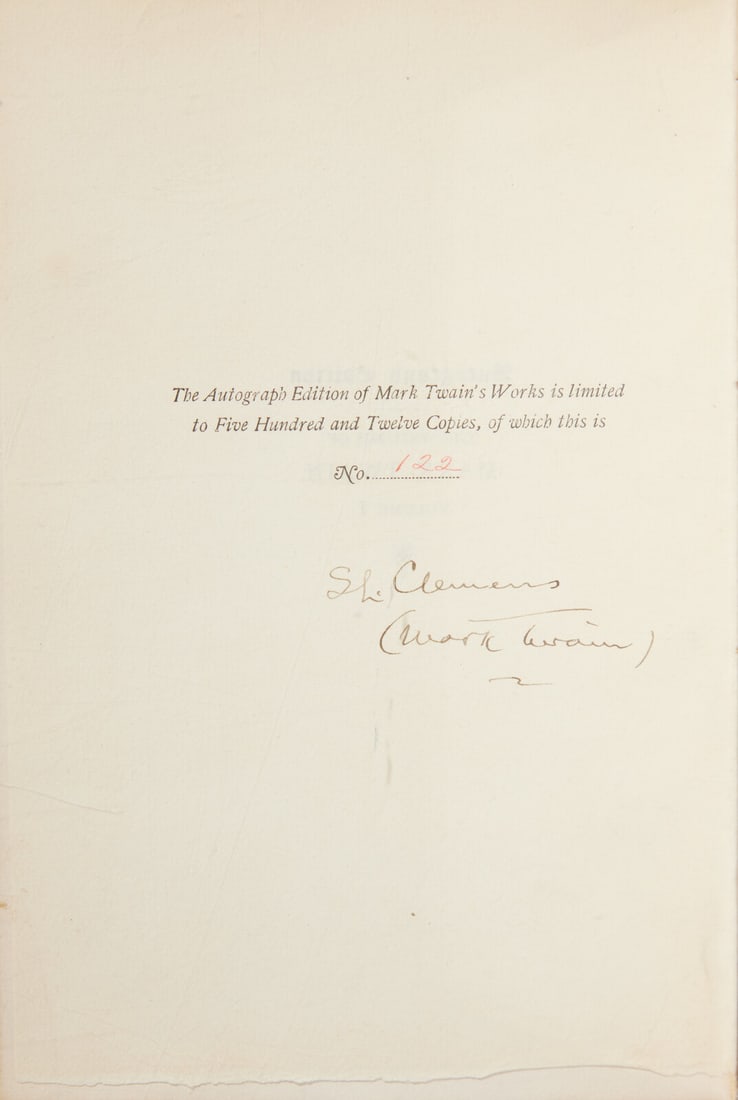 The Autograph Edition of Mark Twain's Works is limited
to Five Hundred and Twelve Copies, of which this is
No. 122
S. L. Clemens
(Mark Twain)